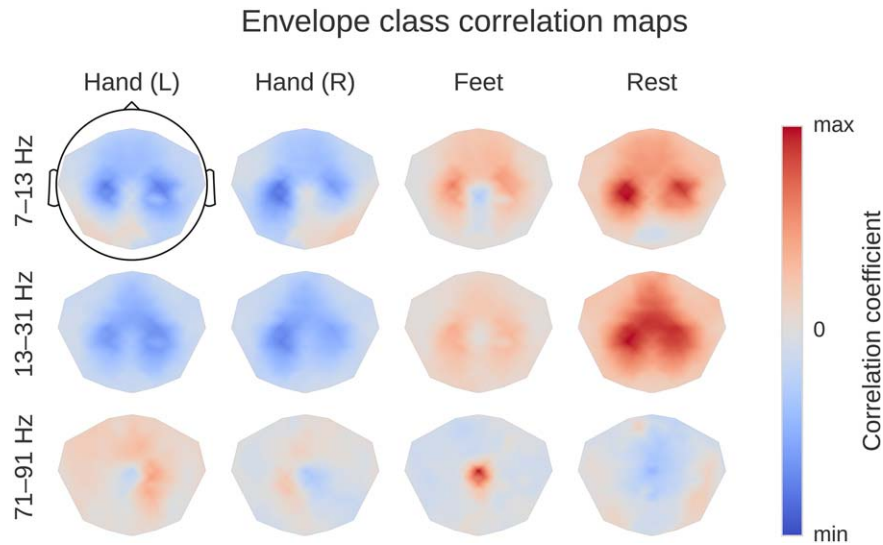 Envelope class correlation maps
Hand (L) Hand (R) Feet Rest
7–13 Hz
13–31 Hz
71–91 Hz
max
0
min
Correlation coefficient